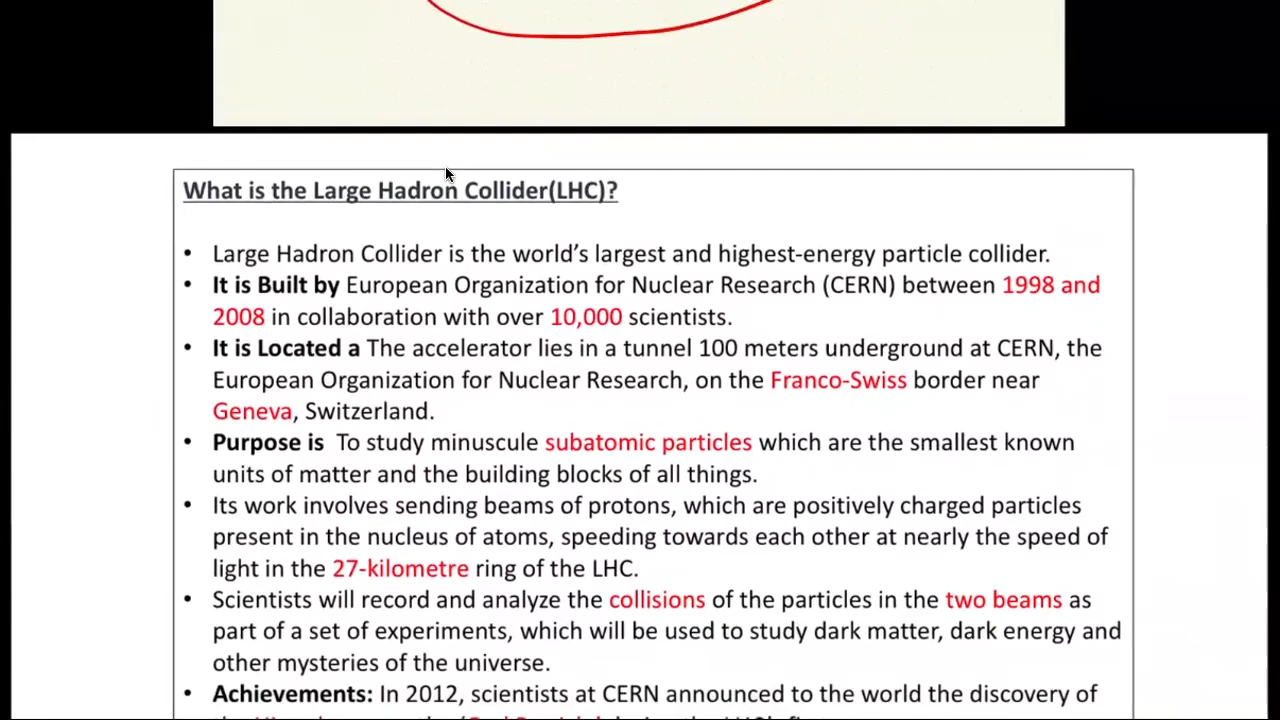 What is the Large Hadron Collider(LHC)?
• Large Hadron Collider is the world’s largest and highest-energy particle collider.
• It is Built by European Organization for Nuclear Research (CERN) between 1998 and
2008 in collaboration with over 10,000 scientists.
• It is Located a The accelerator lies in a tunnel 100 meters underground at CERN, the
European Organization for Nuclear Research, on the Franco-Swiss border near
Geneva, Switzerland.
• Purpose is To study minuscule subatomic particles which are the smallest known
units of matter and the building blocks of all things.
• Its work involves sending beams of protons, which are positively charged particles
present in the nucleus of atoms, speeding towards each other at nearly the speed of
light in the 27-kilometre ring of the LHC.
• Scientists will record and analyze the collisions of the particles in the two beams as
part of a set of experiments, which will be used to study dark matter, dark energy and
other mysteries of the universe.
• Achievements: In 2012, scientists at CERN announced to the world the discovery of